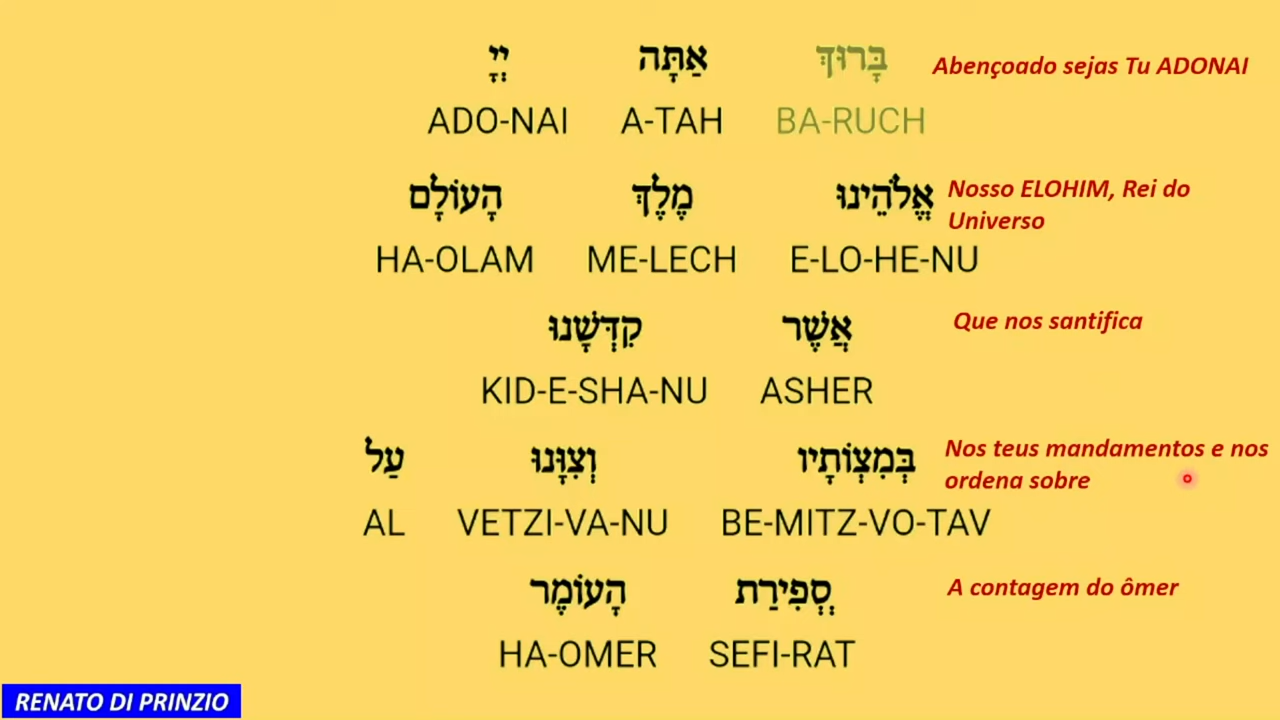 בָּרוּךְ אַתָּה יְיָ
Abençoado sejas Tu ADONAI
ADO-NAI A-TAH BA-RUCH
אֱלֹהֵינוּ מֶלֶךְ הָעוֹלָם
Nosso ELOHIM, Rei do
Universo
HA-OLAM ME-LECH E-LO-HE-NU
אֲשֶׁר קִדְּשָׁנוּ
Que nos santifica
KID-E-SHA-NU ASHER
בְּמִצְוֹתָיו וְצִוָּנוּ עַל
Nos teus mandamentos e nos
ordena sobre
AL VETZI-VA-NU BE-MITZ-VO-TAV
סְפִירַת הָעוֹמֶר
A contagem do ômer
HA-OMER SEFI-RAT
RENATO DI PRINZIO